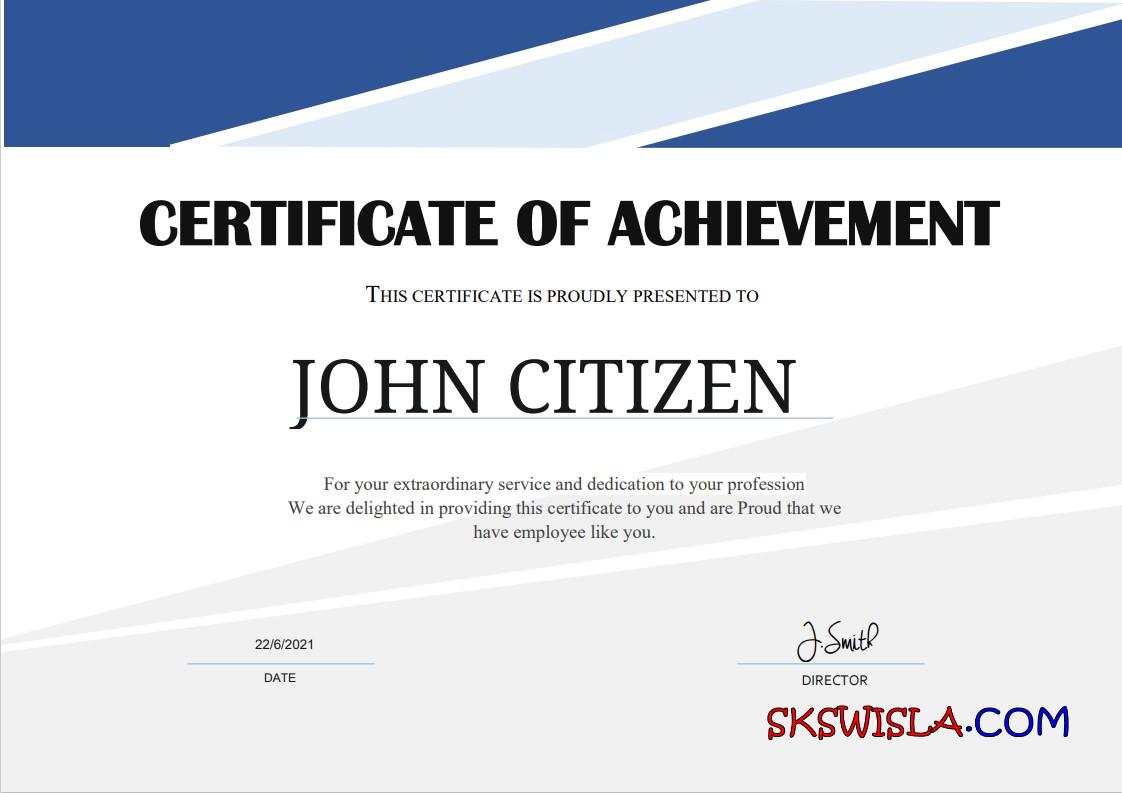 CERTIFICATE OF ACHIEVEMENT
THIS CERTIFICATE IS PROUDLY PRESENTED TO
JOHN CITIZEN
For your extraordinary service and dedication to your profession
We are delighted in providing this certificate to you and are Proud that we
have employee like you.
22/6/2021
DATE
J.Smith
DIRECTOR
SKSWISLA.COM